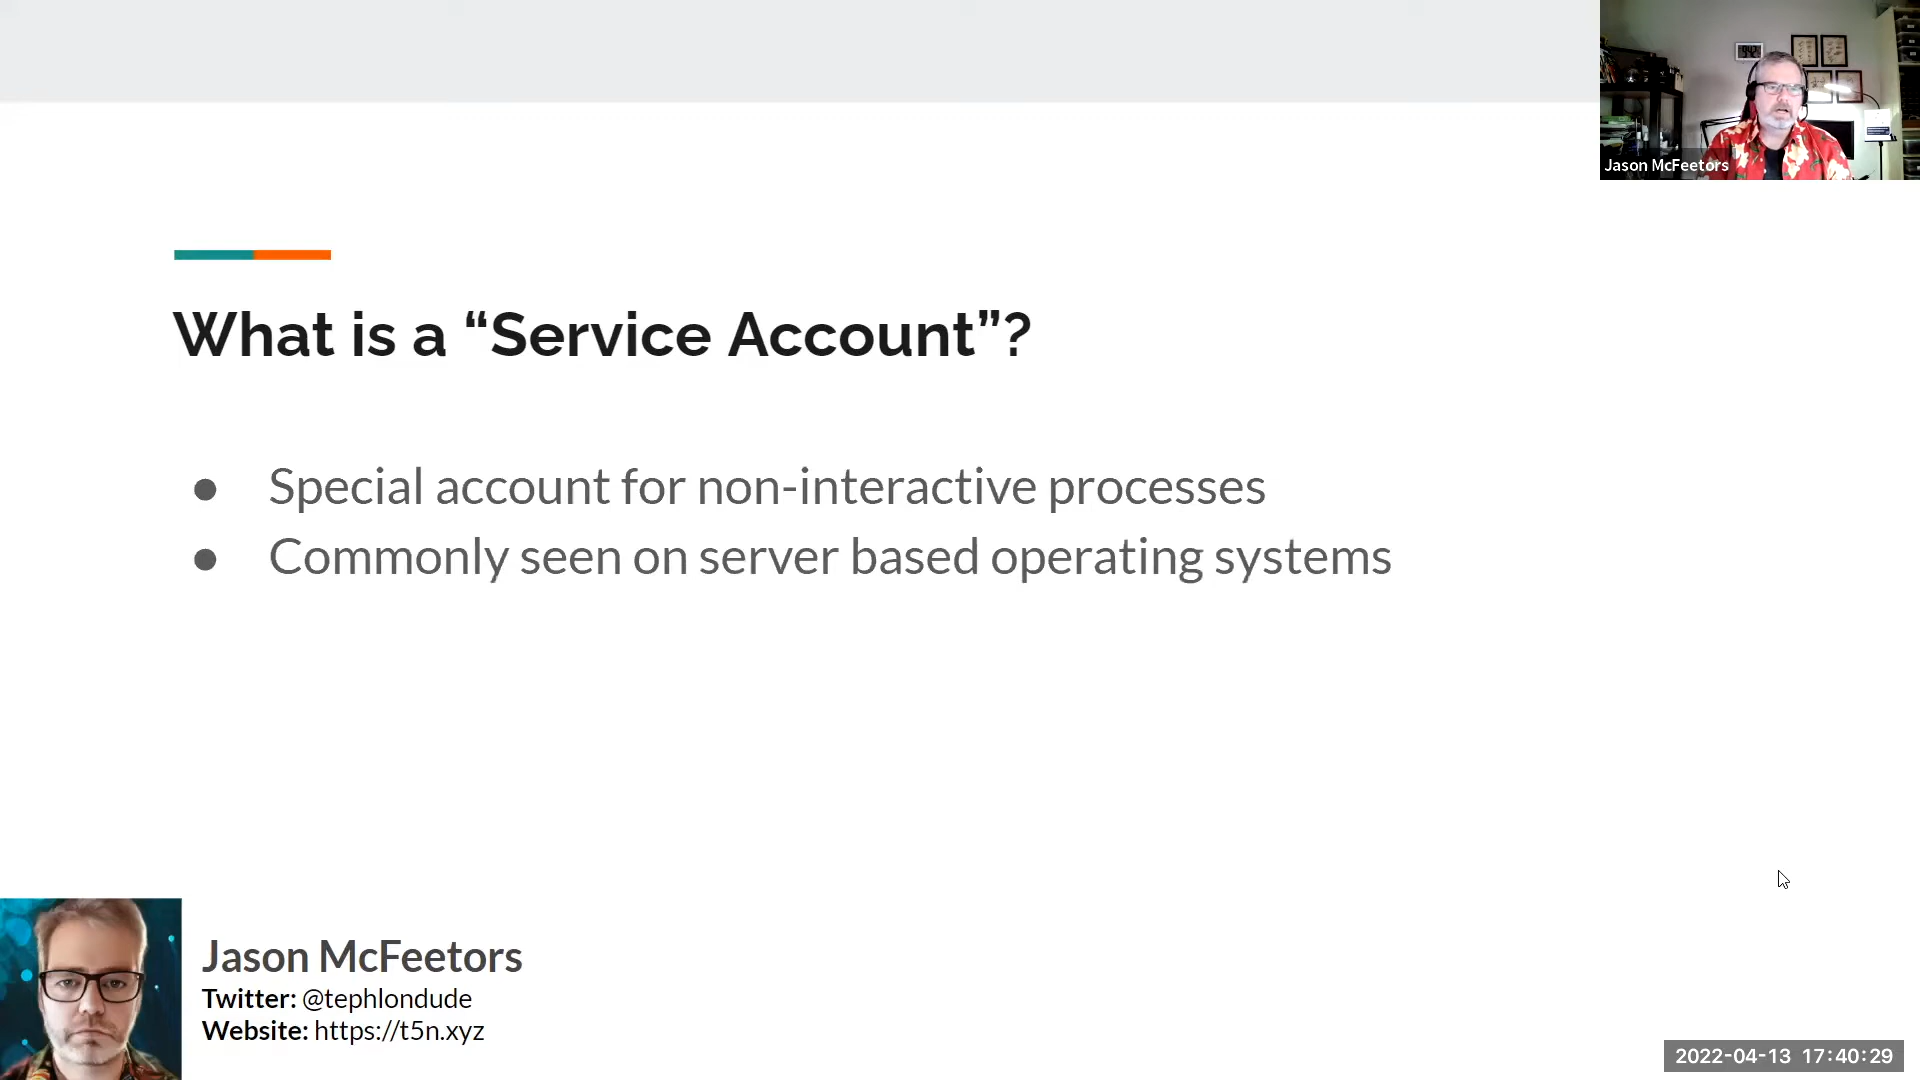 Jason McFeetors
What is a “Service Account”?
● Special account for non-interactive processes
● Commonly seen on server based operating systems
Jason McFeetors
Twitter: @tephlondude
Website: https://t5n.xyz
2022-04-13 17:40:29